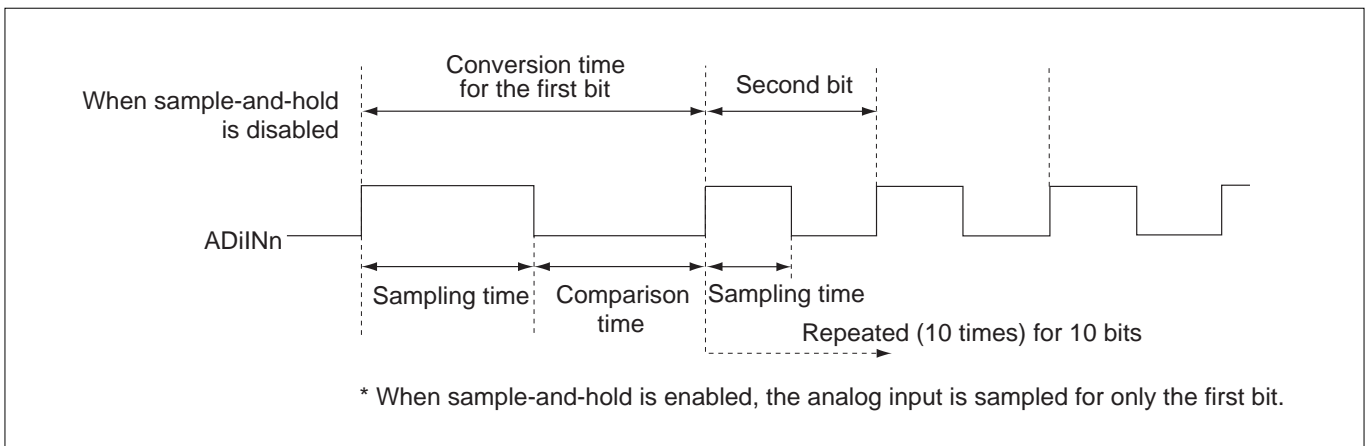 Conversion time
for the first bit
Second bit
When sample-and-hold
is disabled
ADiINn
Sampling time
Comparison
time
Sampling time
Repeated (10 times) for 10 bits
* When sample-and-hold is enabled, the analog input is sampled for only the first bit.